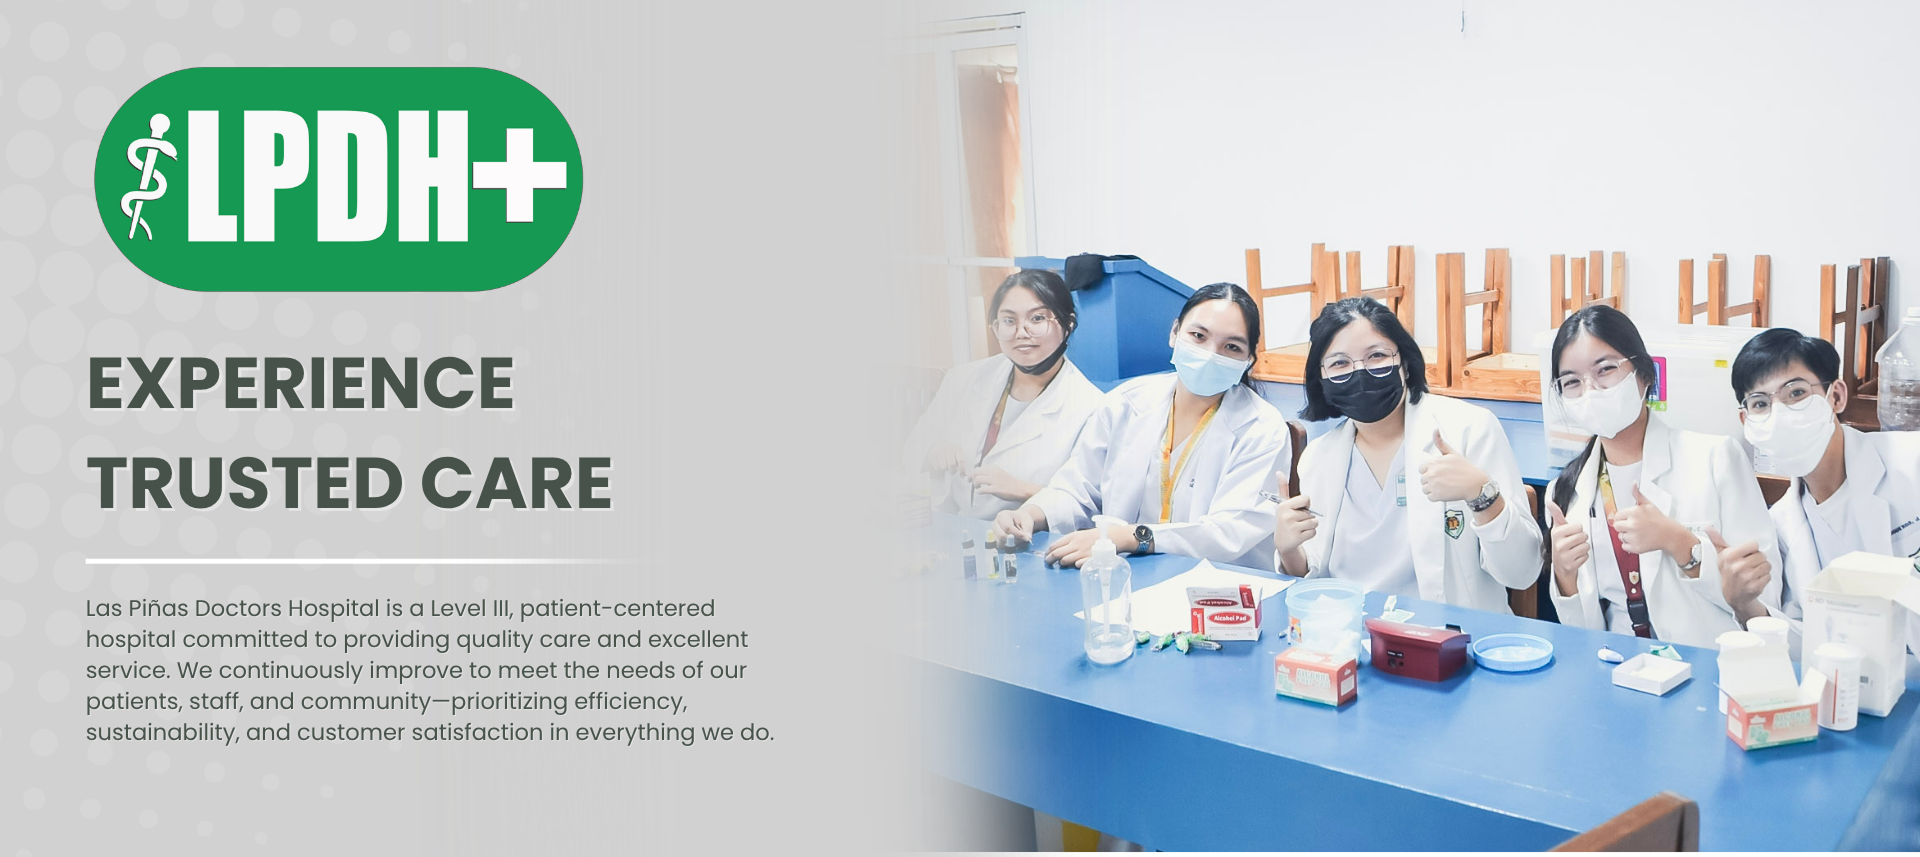 LPDH+
EXPERIENCE
TRUSTED CARE
Las Piñas Doctors Hospital is a Level III, patient-centered
hospital committed to providing quality care and excellent
service. We continuously improve to meet the needs of our
patients, staff, and community—prioritizing efficiency,
sustainability, and customer satisfaction in everything we do.
Alcohol Pad
Alcohol Pad